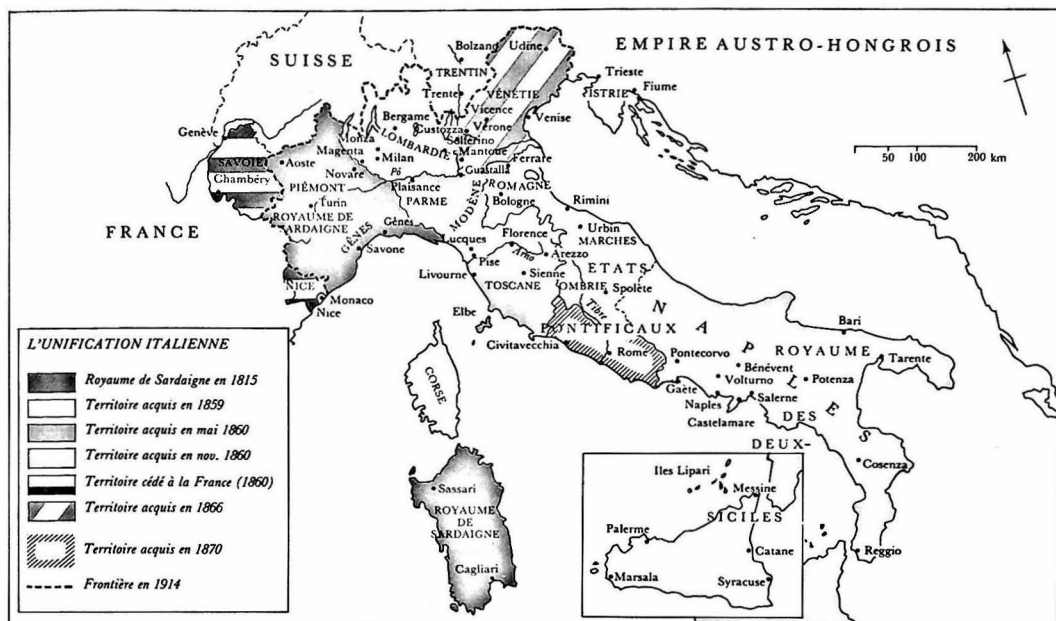 SUISSE
EMPIRE AUSTRO-HONGROIS
Bolzano
Udine
TRENTIN
Trente
VÉNÉTIE
Trieste
ISTRIE
Fiume
Vicence
Bergame
Custozza
Vérone
Venise
Solferino
LOMBARDIE
Monza
Magenta
Milan
Mantoue
Genève
SAVOIE
Chambéry
Aoste
Novare
Pô
Plaisance
Guastalla
Ferrare
PIÉMONT
Turin
PARME
MODÈNE
ROMAGNE
Bologne
50 100 200 km
FRANCE
ROYAUME DE
SARDAIGNE
GÊNES
Gênes
Savone
Rimini
Urbin
MARCHES
Lucques
Florence
Arno
Arezzo
Pise
Livourne
Sienne
TOSCANE
ETATS
OMBRIE
Spolète
NICE
Monaco
Nice
Elbe
Tibre
PONTIFICAUX
Civitavecchia
Rome
CORSE
NAPLES
Bari
ROYAUME
Tarente
Pontecorvo
Bénévent
Volturno
Potenza
Gaète
Naples
Salerne
Castelamare
DES
DEUX-
Cosenza
Sassari
ROYAUME
DE
SARDAIGNE
Cagliari
Iles Lipari
Messine
SICILES
Palerme
Catane
Marsala
Syracuse
Reggio
L'UNIFICATION ITALIENNE
Royaume de Sardaigne en 1815
Territoire acquis en 1859
Territoire acquis en mai 1860
Territoire acquis en nov. 1860
Territoire cédé à la France (1860)
Territoire acquis en 1866
Territoire acquis en 1870
Frontière en 1914